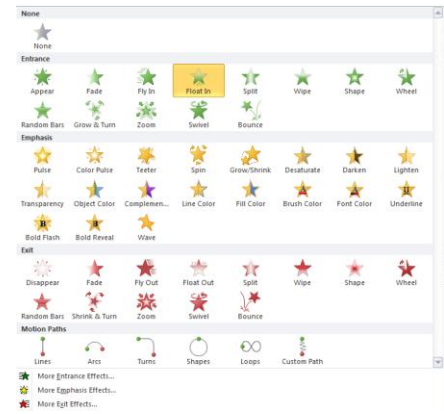 None
None
Entrance
Appear Fade Fly In Float In Split Wipe Shape Wheel
Random Bars Grow & Turn Zoom Swivel Bounce
Emphasis
Pulse Color Pulse Teeter Spin Grow/Shrink Desaturate Darken Lighten
Transparency Object Color Complemen... Line Color Fill Color Brush Color Font Color Underline
Bold Flash Bold Reveal Wave
Exit
Disappear Fade Fly Out Float Out Split Wipe Shape Wheel
Random Bars Shrink & Turn Zoom Swivel Bounce
Motion Paths
Lines Arcs Turns Shapes Loops Custom Path
More Entrance Effects...
More Emphasis Effects...
More Exit Effects...